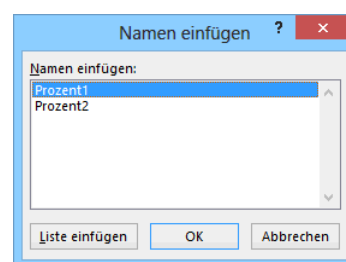 Namen einfügen ?
Namen einfügen:
Prozent1
Prozent2
Liste einfügen OK Abbrechen